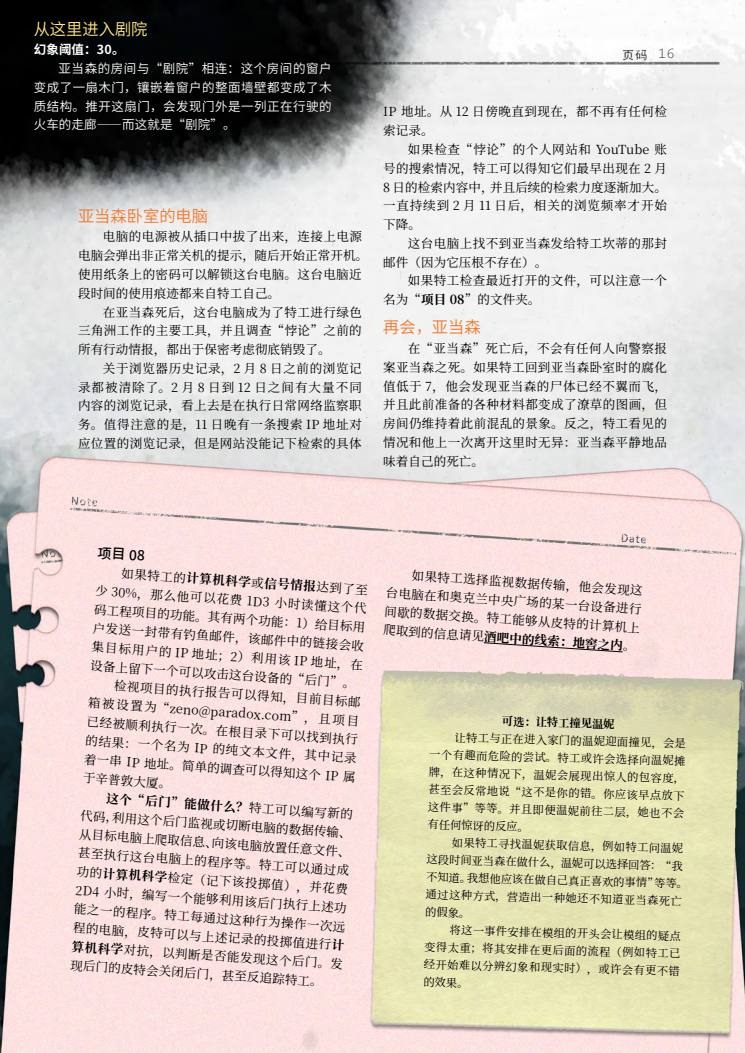 从这里进入剧院
幻象阈值：30。
亚当森的房间与“剧院”相连：这个房间的窗户
变成了一扇木门，镶嵌着窗户的整面墙壁都变成了木
质结构。推开这扇门，会发现门外是一列正在行驶的
火车的走廊——而这就是“剧院”。
页码 16
亚当森卧室的电脑
电脑的电源被从插口中拔了出来，连接上电源
电脑会弹出非正常关机的提示，随后开始正常开机。
使用纸条上的密码可以解锁这台电脑。这台电脑近
段时间的使用痕迹都来自特工自己。
在亚当森死后，这台电脑成为了特工进行绿色
三角洲工作的主要工具，并且调查“悖论”之前的
所有行动情报，都出于保密考虑彻底销毁了。
关于浏览器历史记录，2 月 8 日之前的浏览记
录都被清除了。2 月 8 日到 12 日之间有大量不同
内容的浏览记录，看上去是在执行日常网络监察职
务。值得注意的是，11 日晚有一条搜索 IP 地址对
应位置的浏览记录，但是网站没能记下检索的具体
IP 地址。从 12 日傍晚直到现在，都不再有任何检
索记录。
如果检查“悖论”的个人网站和 YouTube 账
号的搜索情况，特工可以得知它们最早出现在 2 月
8 日的检索内容中，并且后续的检索力度逐渐加大。
一直持续到 2 月 11 日后，相关的浏览频率才开始
下降。
这台电脑上找不到亚当森发给特工坎蒂的那封
邮件（因为它压根不存在）。
如果特工检查最近打开的文件，可以注意一个
名为“项目 08”的文件夹。
再会，亚当森
在“亚当森”死亡后，不会有任何人向警察报
案亚当森之死。如果特工回到亚当森卧室时的腐化
值低于 7，他会发现亚当森的尸体已经不翼而飞，
并且此前准备的各种材料都变成了潦草的图画，但
房间仍维持着此前混乱的景象。反之，特工看见的
情况和他上一次离开这里时无异：亚当森平静地品
味着自己的死亡。
Note
Date
No
项目 08
如果特工的计算机科学或信号情报达到了至
少 30%，那么他可以花费 1D3 小时读懂这个代
码工程项目的功能。其有两个功能：1）给目标用
户发送一封带有钓鱼邮件，该邮件中的链接会收
集目标用户的 IP 地址；2）利用该 IP 地址，在
设备上留下一个可以攻击这台设备的“后门”。
检视项目的执行报告可以得知，目前目标邮
箱被设置为“zeno@paradox.com”，且项目
已经被顺利执行一次。在根目录下可以找到执行
的结果：一个名为 IP 的纯文本文件，其中记录
着一串 IP 地址。简单的调查可以得知这个 IP 属
于辛普敦大厦。
这个“后门”能做什么？特工可以编写新的
代码，利用这个后门监视或切断电脑的数据传输、
从目标电脑上爬取信息、向该电脑放置任意文件、
甚至执行这台电脑上的程序等。特工可以通过成
功的计算机科学检定（记下该投掷值），并花费
2D4 小时，编写一个能够利用该后门执行上述功
能之一的程序。特工每通过这种行为操作一次远
程的电脑，皮特可以与上述记录的投掷值进行计
算机科学对抗，以判断是否能发现这个后门。发
现后门的皮特会关闭后门，甚至反追踪特工。
如果特工选择监视数据传输，他会发现这
台电脑在和奥克兰中央广场的某一台设备进行
间歇的数据交换。特工能够从皮特的计算机上
爬取到的信息请见酒吧中的线索：地窖之内。
可选：让特工撞见温妮
让特工与正在进入家门的温妮迎面撞见，会是
一个有趣而危险的尝试。特工或许会选择向温妮摊
牌，在这种情况下，温妮会展现出惊人的包容度，
甚至会反常地说“这不是你的错。你应该早点放下
这件事”等等。并且即便温妮前往二层，她也不会
有任何惊讶的反应。
如果特工寻找温妮获取信息，例如特工问温妮
这段时间亚当森在做什么，温妮可以选择回答：“我
不知道。我想他应该在做自己真正喜欢的事情”等等。
通过这种方式，营造出一种她还不知道亚当森死亡
的假象。
将这一事件安排在模组的开头会让模组的疑点
变得太重；将其安排在更后面的流程（例如特工已
经开始难以分辨幻象和现实时），或许会有更不错
的效果。